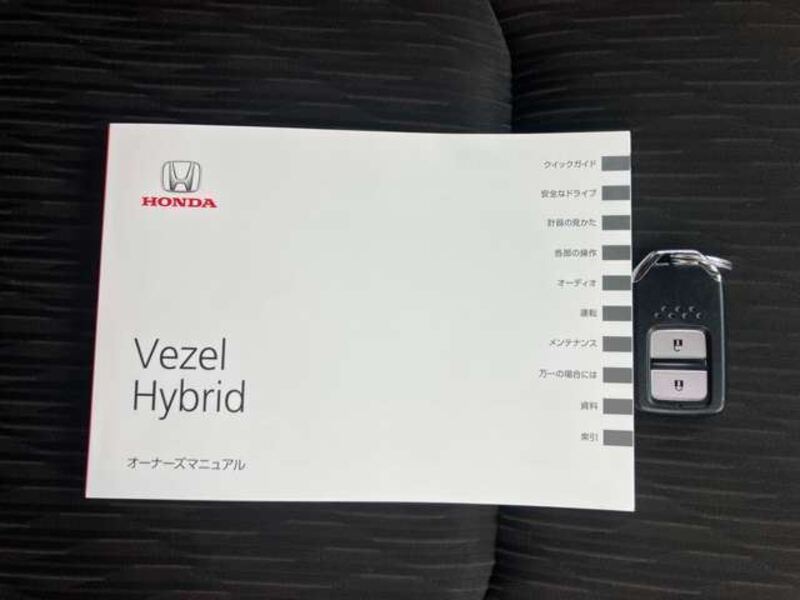 HONDA
Vezel
Hybrid
オーナーズマニュアル
クイックガイド
安全なドライブ
計器の見かた
各部の操作
オーディオ
運転
メンテナンス
万一の場合には
資料
索引